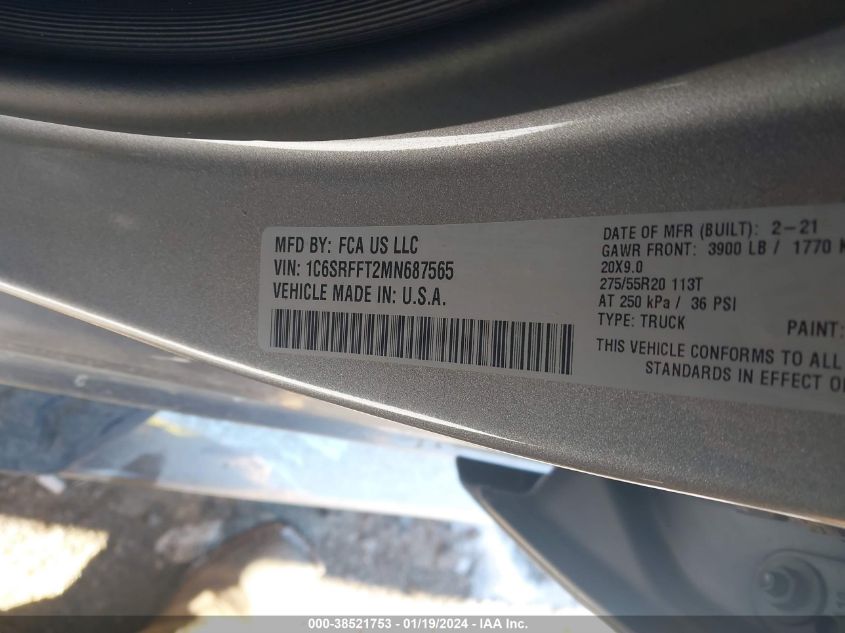 MFD BY: FCA US LLC
VIN: 1C6SRFFT2MN687565
VEHICLE MADE IN: U.S.A.
DATE OF MFR (BUILT): 2-21
GAWR FRONT: 3900 LB / 1770 K
20X9.0
275/55R20 113T
AT 250 kPa / 36 PSI
TYPE: TRUCK
PAINT:
THIS VEHICLE CONFORMS TO ALL
STANDARDS IN EFFECT O
000-38521753 - 01/19/2024 - IAA Inc.